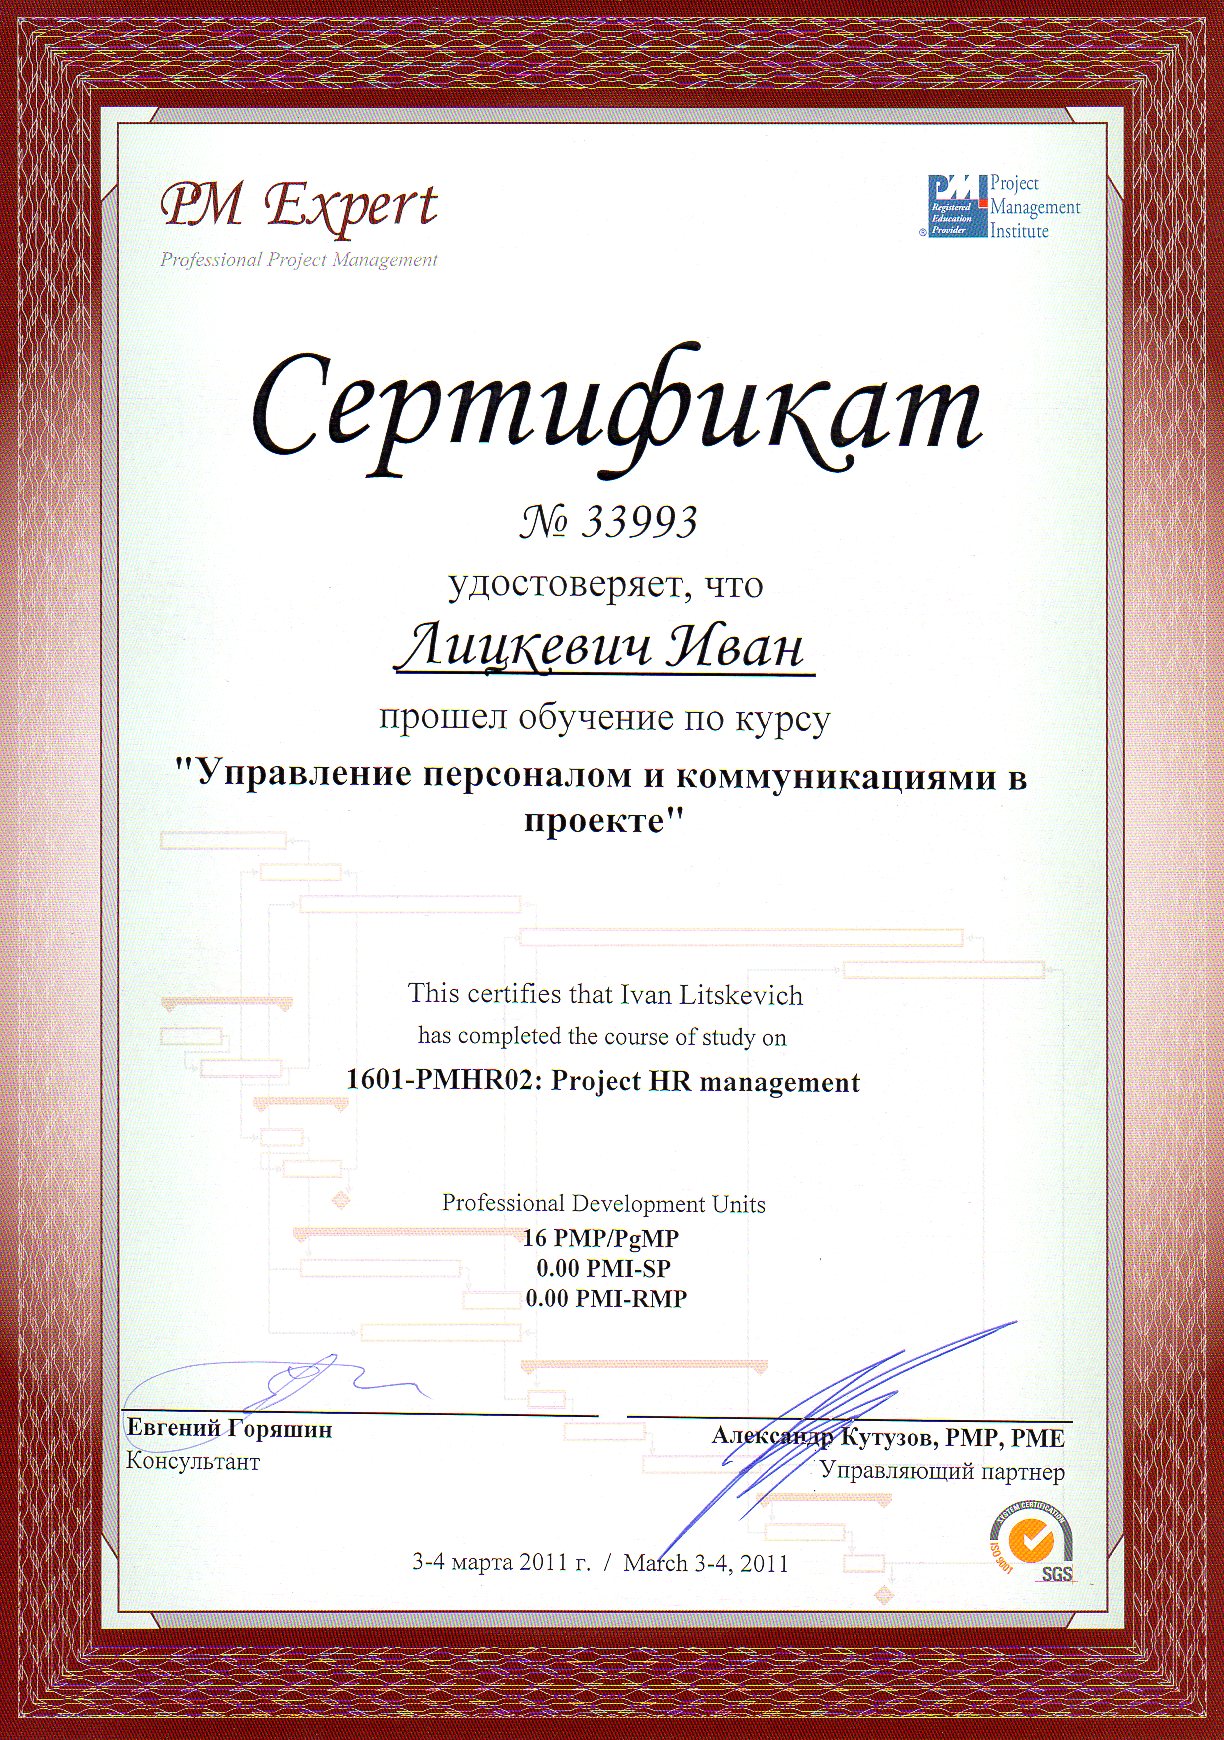 PM Expert
Professional Project Management
PMI
Registered
Education
Provider
®
Project
Management
Institute
Сертификат
№ 33993
удостоверяет, что
Лицкевич Иван
прошел обучение по курсу
"Управление персоналом и коммуникациями в
проекте"
This certifies that Ivan Litskevich
has completed the course of study on
1601-PMHR02: Project HR management
Professional Development Units
16 PMP/PgMP
0.00 PMI-SP
0.00 PMI-RMP
Евгений Горяшин
Консультант
Александр Кутузов, PMP, PME
Управляющий партнер
3-4 марта 2011 г. / March 3-4, 2011
SYSTEM CERTIFICATION
ISO 9001
SGS